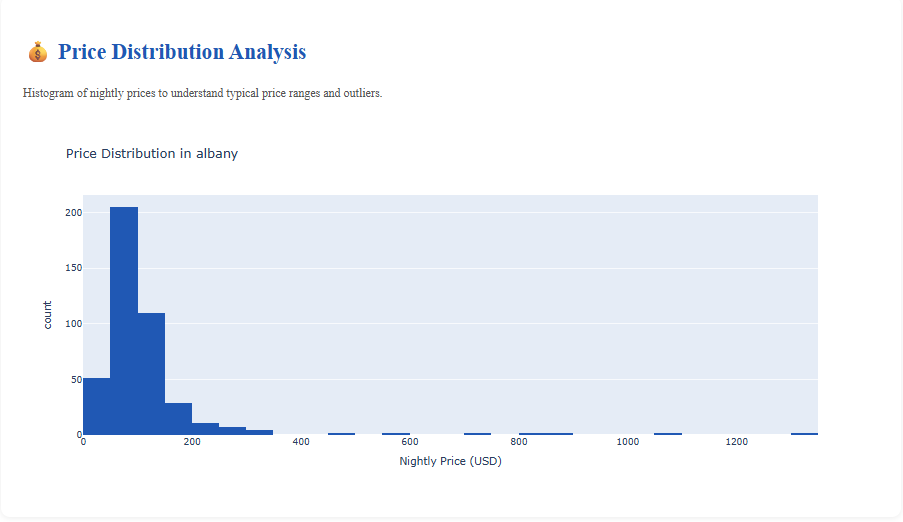 💰 Price Distribution Analysis
Histogram of nightly prices to understand typical price ranges and outliers.
Price Distribution in albany
200
150
100
50
0
count
0 200 400 600 800 1000 1200
Nightly Price (USD)